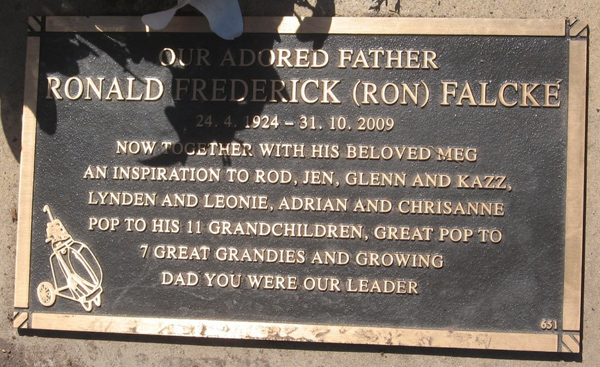 OUR ADORED FATHER
RONALD FREDERICK (RON) FALCKE
24. 4. 1924 – 31. 10. 2009
NOW TOGETHER WITH HIS BELOVED MEG
AN INSPIRATION TO ROD, JEN, GLENN AND KAZZ,
LYNDEN AND LEONIE, ADRIAN AND CHRISANNE
POP TO HIS 11 GRANDCHILDREN, GREAT POP TO
7 GREAT GRANDIES AND GROWING
DAD YOU WERE OUR LEADER
651